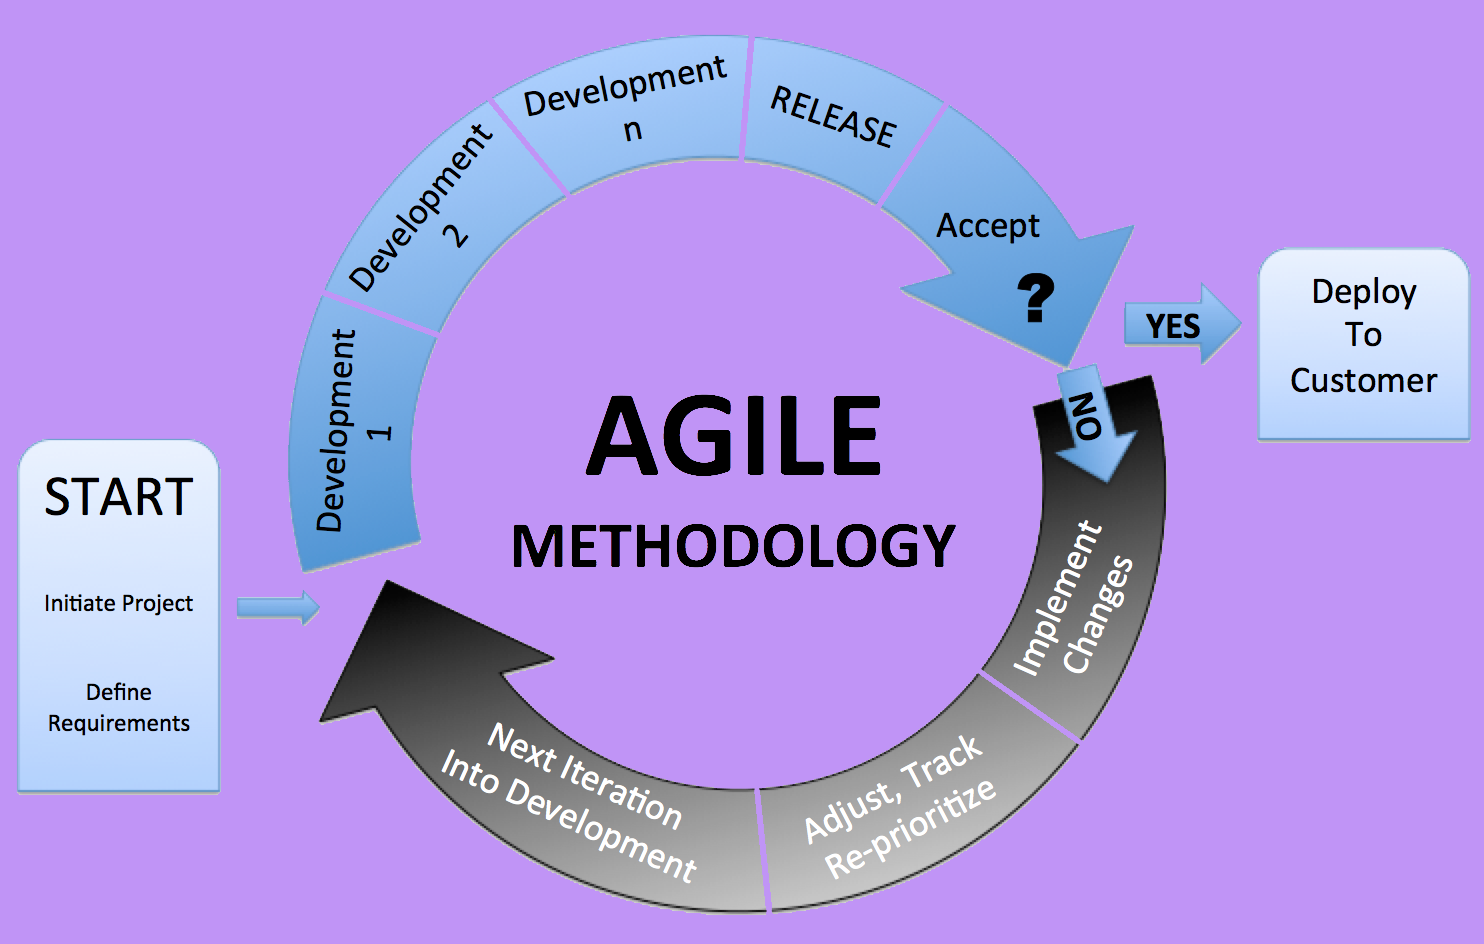 START
Initiate Project
Define
Requirements
Development
1
Development
2
Development
n
RELEASE
Accept
?
YES
Deploy
To
Customer
NO
Implement
Changes
Adjust, Track
Re-prioritize
Next Iteration
Into Development
AGILE
METHODOLOGY